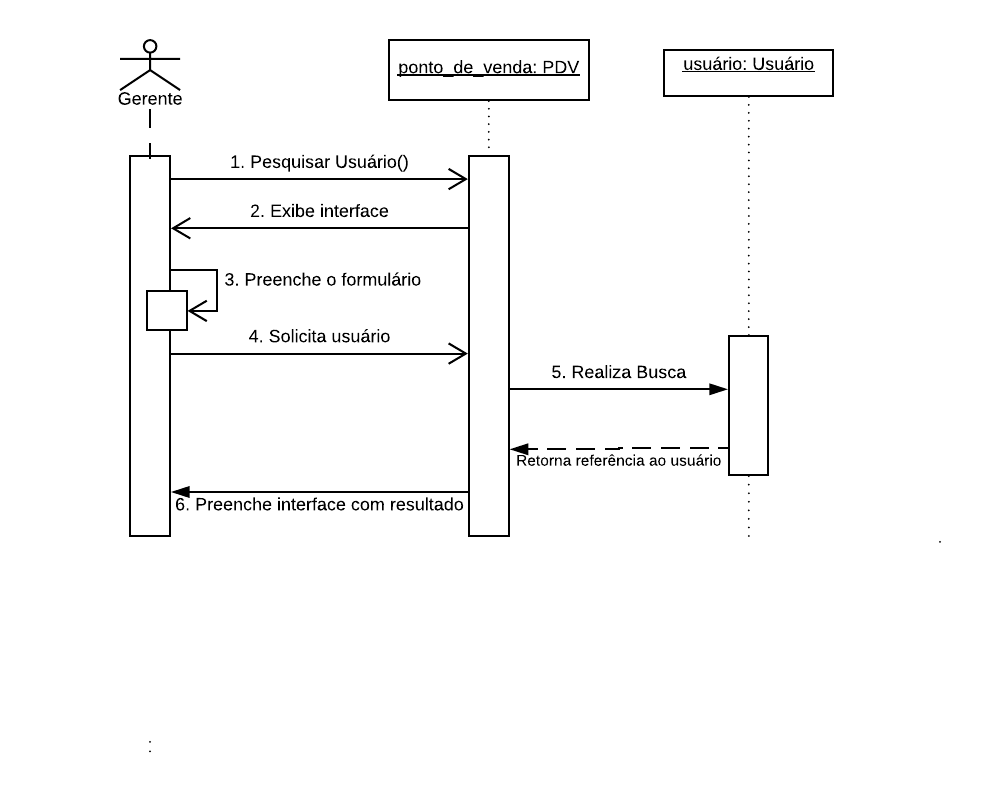 ponto_de_venda: PDV
usuário: Usuário
Gerente
1. Pesquisar Usuário()
2. Exibe interface
3. Preenche o formulário
4. Solicita usuário
5. Realiza Busca
Retorna referência ao usuário
6. Preenche interface com resultado